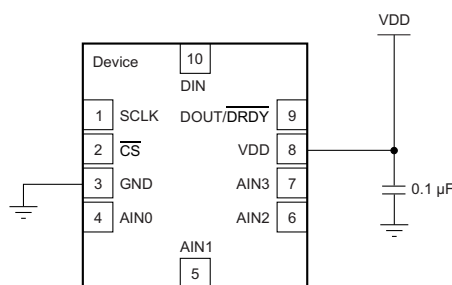 VDD
Device
10
DIN
1 SCLK DOUT/DRDY 9
2 CS VDD 8
3 GND AIN3 7
4 AIN0 AIN2 6
0.1 µF
AIN1
5